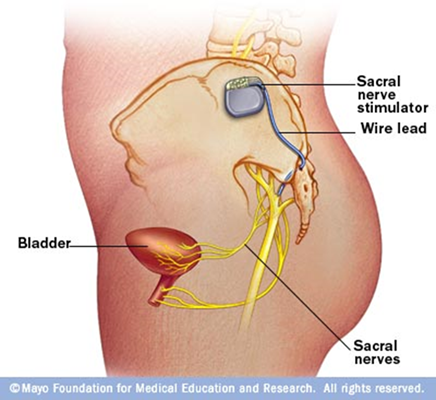 Sacral
nerve
stimulator
Wire lead
Bladder
Sacral
nerves
©Mayo Foundation for Medical Education and Research. All rights reserved.